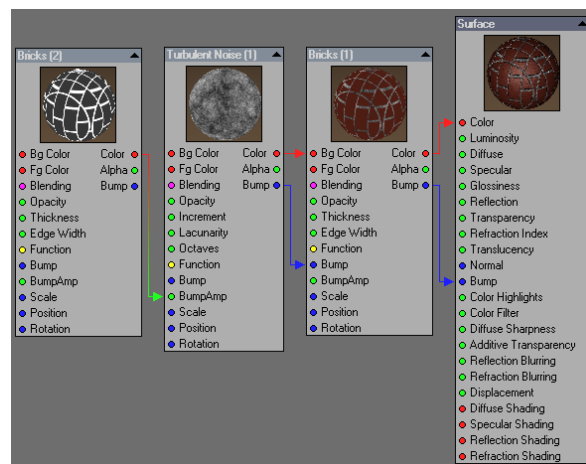 Bricks (2)
Bg Color Color
Fg Color Alpha
Blending Bump
Opacity
Thickness
Edge Width
Function
Bump
BumpAmp
Scale
Position
Rotation
Turbulent Noise (1)
Bg Color Color
Fg Color Alpha
Blending Bump
Opacity
Increment
Lacunarity
Octaves
Function
Bump
BumpAmp
Scale
Position
Rotation
Bricks (1)
Bg Color Color
Fg Color Alpha
Blending Bump
Opacity
Thickness
Edge Width
Function
Bump
BumpAmp
Scale
Position
Rotation
Surface
Color
Luminosity
Diffuse
Specular
Glossiness
Reflection
Transparency
Refraction Index
Translucency
Normal
Bump
Color Highlights
Color Filter
Diffuse Sharpness
Additive Transparency
Reflection Blurring
Refraction Blurring
Displacement
Diffuse Shading
Specular Shading
Reflection Shading
Refraction Shading